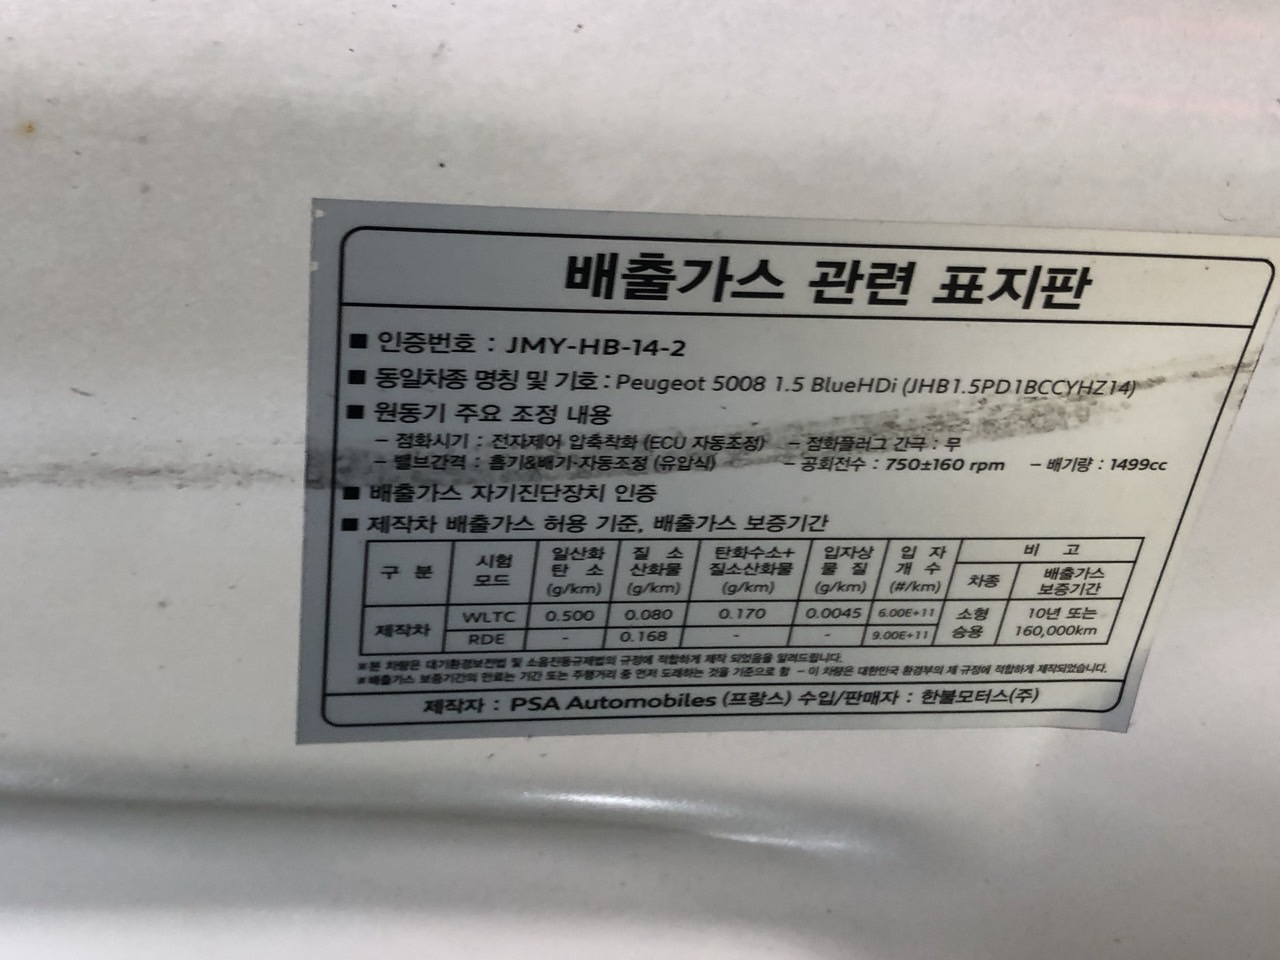 배출가스 관련 표지판
■ 인증번호 : JMY-HB-14-2
■ 동일차종 명칭 및 기호 : Peugeot 5008 1.5 BlueHDi (JHB1.5PD1BCCYHZ14)
■ 원동기 주요 조정 내용
- 점화시기 : 전자제어 압축착화 (ECU 자동조정) - 점화플러그 간극 : 무
- 밸브간격 : 흡기&배기-자동조정 (유압식) - 공회전수 : 750±160 rpm - 배기량 : 1499cc
■ 배출가스 자기진단장치 인증
■ 제작차 배출가스 허용 기준, 배출가스 보증기간
구 분 시험 모드 일산화 탄 소 (g/km) 질 소 산화물 (g/km) 탄화수소+ 질소산화물 (g/km) 입자상 물 질 (g/km) 입 자 개 수 (#/km) 비 고
차종 배출가스 보증기간
제작차 WLTC 0.500 0.080 0.170 0.0045 6.00E+11 소형 승용 10년 또는 160,000km
RDE - 0.168 - - 9.00E+11
※본 차량은 대기환경보전법 및 소음진동규제법의 규정에 적합하게 제작 되었음을 알려드립니다.
※배출가스 보증기간의 만료는 기간 또는 주행거리 중 먼저 도래하는 것을 기준으로 함 - 이 차량은 대한민국 환경부의 제 규정에 적합하게 제작되었습니다.
제작자 : PSA Automobiles (프랑스) 수입/판매자 : 한불모터스(주)